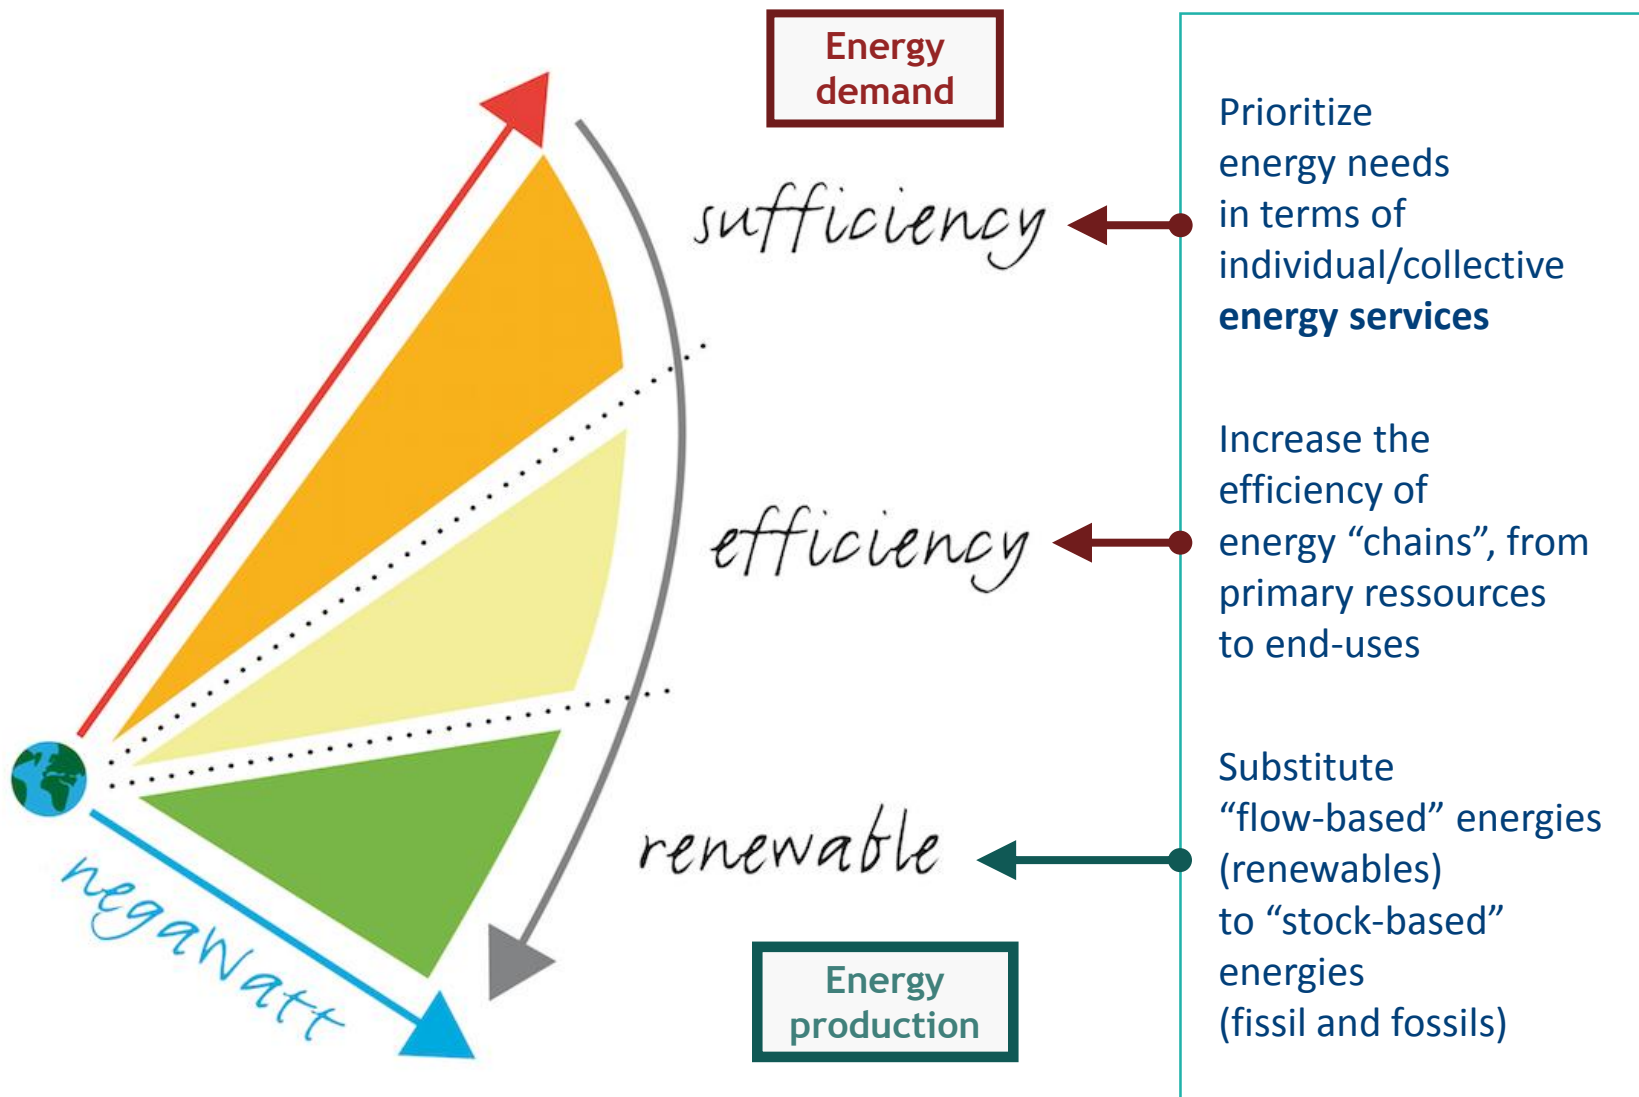 Energy
demand
sufficiency
efficiency
renewable
negaWatt
Energy
production
Prioritize
energy needs
in terms of
individual/collective
energy services
Increase the
efficiency of
energy “chains”, from
primary ressources
to end-uses
Substitute
“flow-based” energies
(renewables)
to “stock-based”
energies
(fissil and fossils)